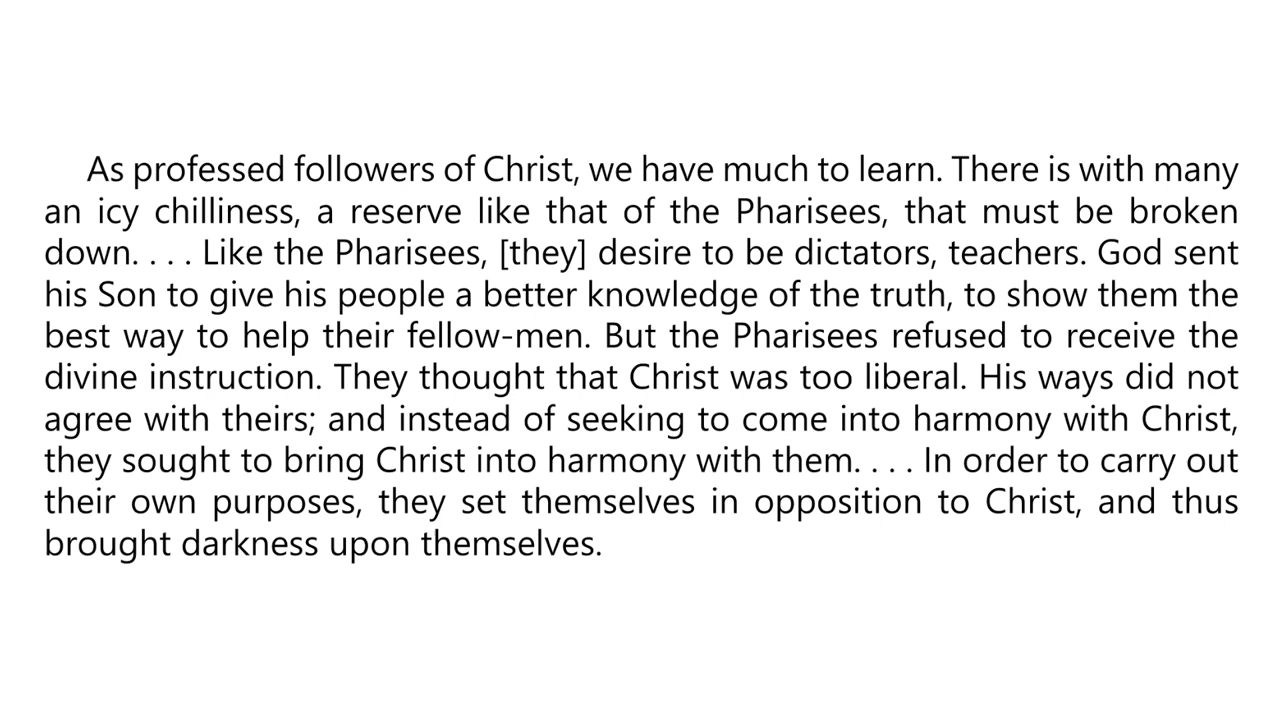 As professed followers of Christ, we have much to learn. There is with many
an icy chilliness, a reserve like that of the Pharisees, that must be broken
down. . . . Like the Pharisees, [they] desire to be dictators, teachers. God sent
his Son to give his people a better knowledge of the truth, to show them the
best way to help their fellow-men. But the Pharisees refused to receive the
divine instruction. They thought that Christ was too liberal. His ways did not
agree with theirs; and instead of seeking to come into harmony with Christ,
they sought to bring Christ into harmony with them. . . . In order to carry out
their own purposes, they set themselves in opposition to Christ, and thus
brought darkness upon themselves.